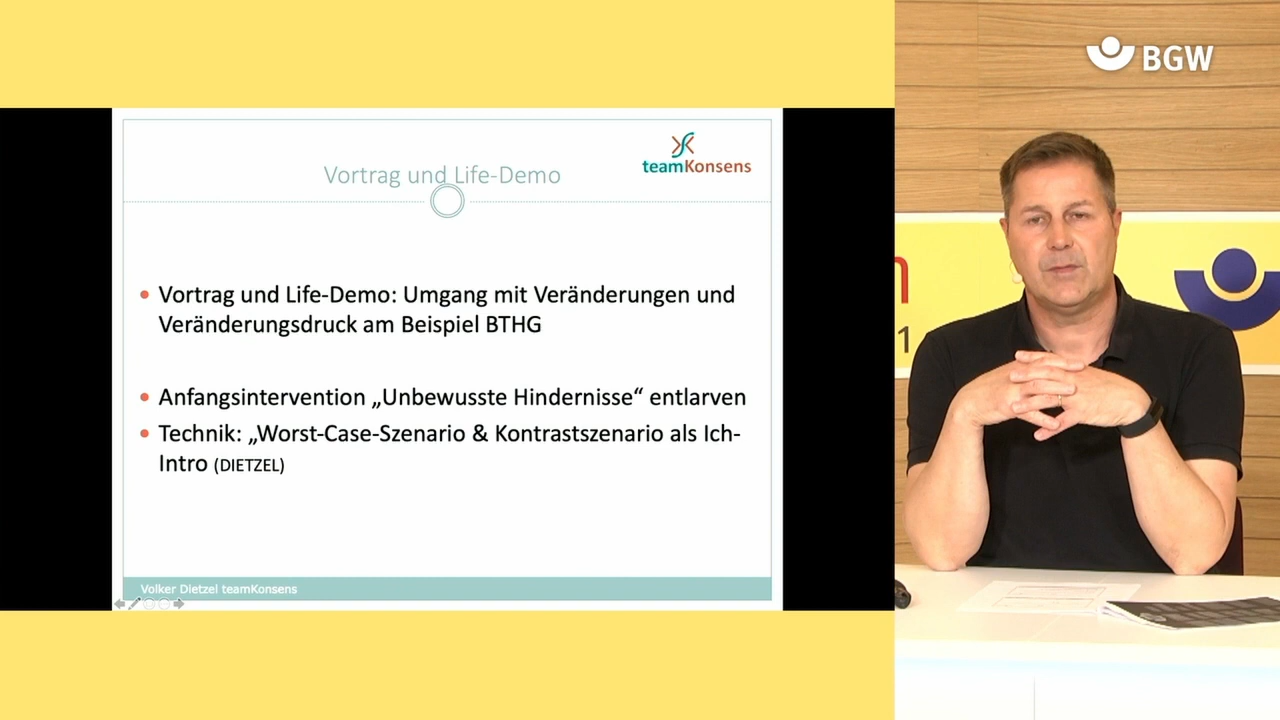 BGW
teamKonsens
Vortrag und Life-Demo
Vortrag und Life-Demo: Umgang mit Veränderungen und
Veränderungsdruck am Beispiel BTHG
Anfangsintervention „Unbewusste Hindernisse“ entlarven
Technik: „Worst-Case-Szenario & Kontrastszenario als Ich-
Intro (DIETZEL)
Volker Dietzel teamKonsens
1